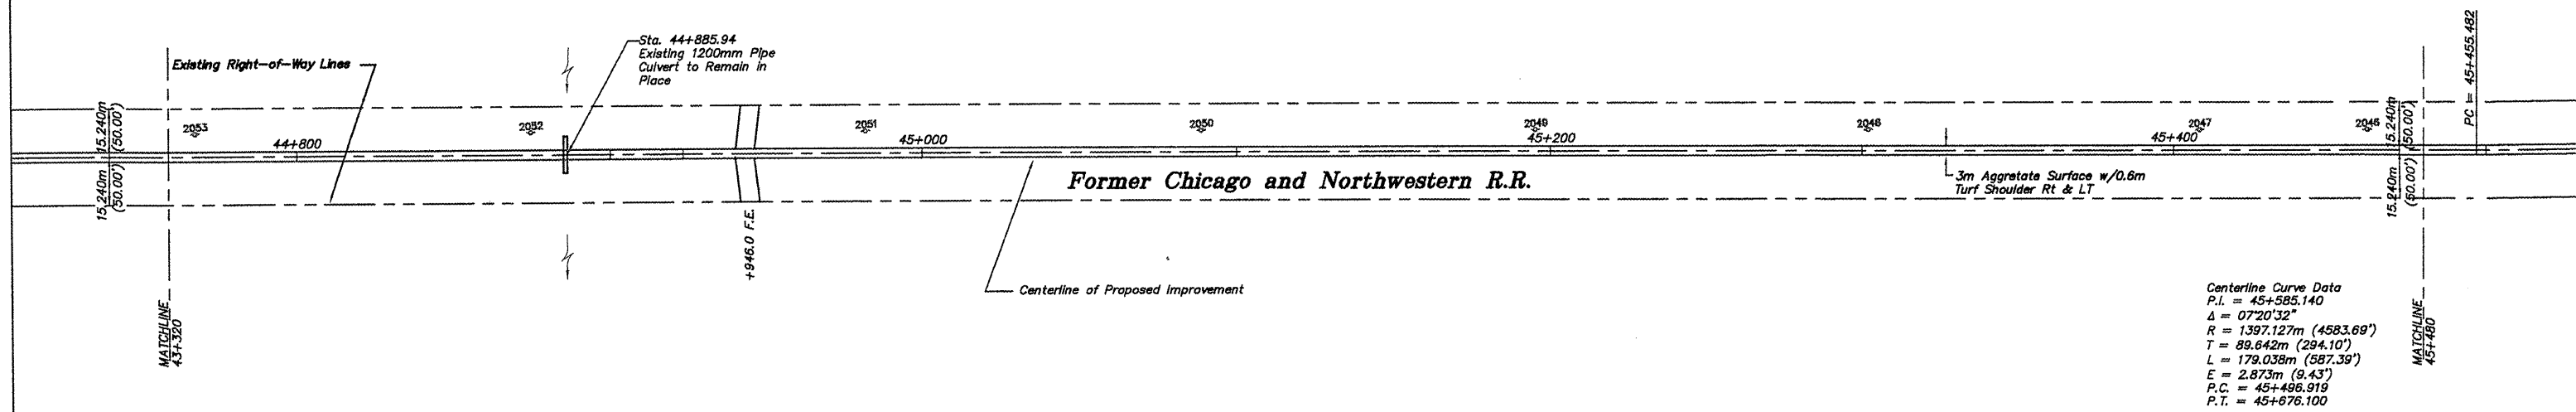 Sta. 44+885.94
Existing 1200mm Pipe
Culvert to Remain in
Place
PC = 45+455.482
Existing Right-of-Way Lines
15.240m
(50.00')
15.240m
(50.00')
2053
2052
2051
2050
2049
2048
2047
2046
44+800
45+000
45+200
45+400
15.240m
(50.00')
15.240m
(50.00')
Former Chicago and Northwestern R.R.
3m Aggretate Surface w/0.6m
Turf Shoulder Rt & LT
+946.0 F.E.
Centerline of Proposed Improvement
MATCHLINE
43+320
MATCHLINE
45+480
Centerline Curve Data
P.I. = 45+585.140
Δ = 07°20'32"
R = 1397.127m (4583.69')
T = 89.642m (294.10')
L = 179.038m (587.39')
E = 2.873m (9.43')
P.C. = 45+496.919
P.T. = 45+676.100